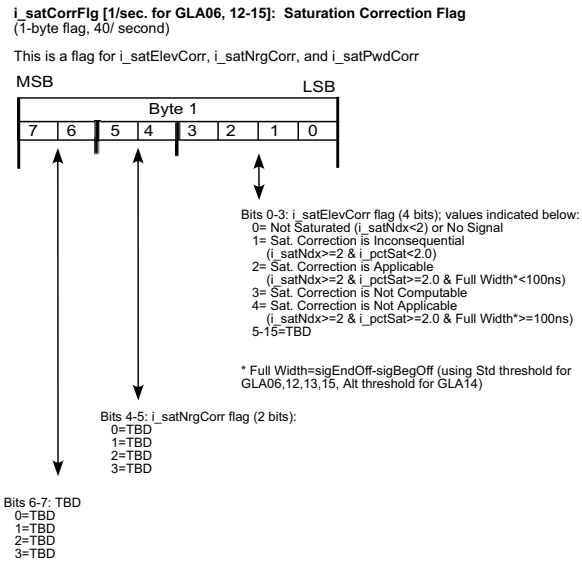 i_satCorrFlg [1/sec. for GLA06, 12-15]: Saturation Correction Flag
(1-byte flag, 40/ second)
This is a flag for i_satElevCorr, i_satNrgCorr, and i_satPwdCorr
MSB LSB
Byte 1
7 6 5 4 3 2 1 0
Bits 0-3: i_satElevCorr flag (4 bits); values indicated below:
0= Not Saturated (i_satNdx<2) or No Signal
1= Sat. Correction is Inconsequential
(i_satNdx>=2 & i_pctSat<2.0)
2= Sat. Correction is Applicable
(i_satNdx>=2 & i_pctSat>=2.0 & Full Width*<100ns)
3= Sat. Correction is Not Computable
4= Sat. Correction is Not Applicable
(i_satNdx>=2 & i_pctSat>=2.0 & Full Width*>=100ns)
5-15=TBD
* Full Width=sigEndOff-sigBegOff (using Std threshold for
GLA06,12,13,15, Alt threshold for GLA14)
Bits 4-5: i_satNrgCorr flag (2 bits):
0=TBD
1=TBD
2=TBD
3=TBD
Bits 6-7: TBD
0=TBD
1=TBD
2=TBD
3=TBD